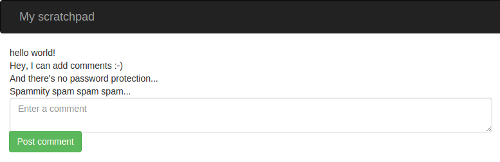 My scratchpad
hello world!
Hey, I can add comments :-)
And there's no password protection...
Spammity spam spam spam...
Enter a comment
Post comment